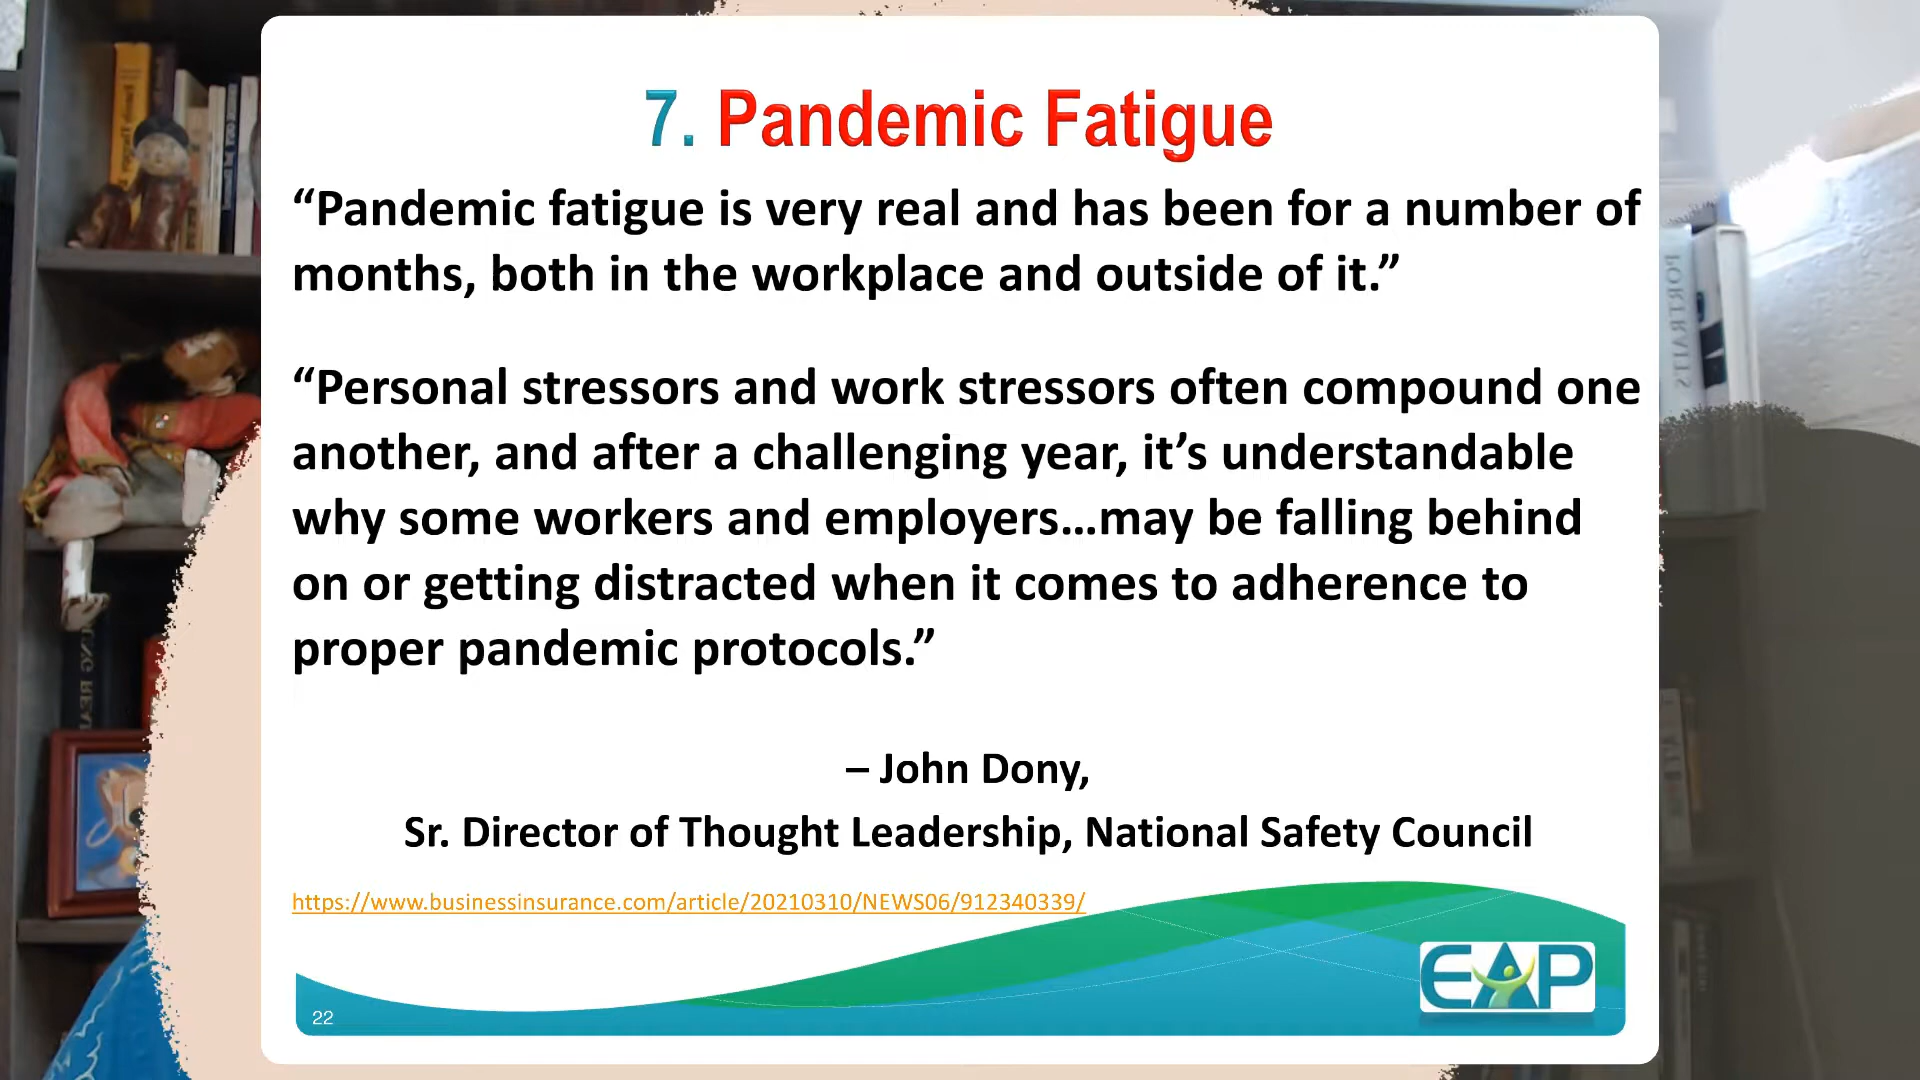 7. Pandemic Fatigue
“Pandemic fatigue is very real and has been for a number of
months, both in the workplace and outside of it.”
“Personal stressors and work stressors often compound one
another, and after a challenging year, it’s understandable
why some workers and employers…may be falling behind
on or getting distracted when it comes to adherence to
proper pandemic protocols.”
– John Dony,
Sr. Director of Thought Leadership, National Safety Council
https://www.businessinsurance.com/article/20210310/NEWS06/912340339/
EAP
22
PORTRAITS